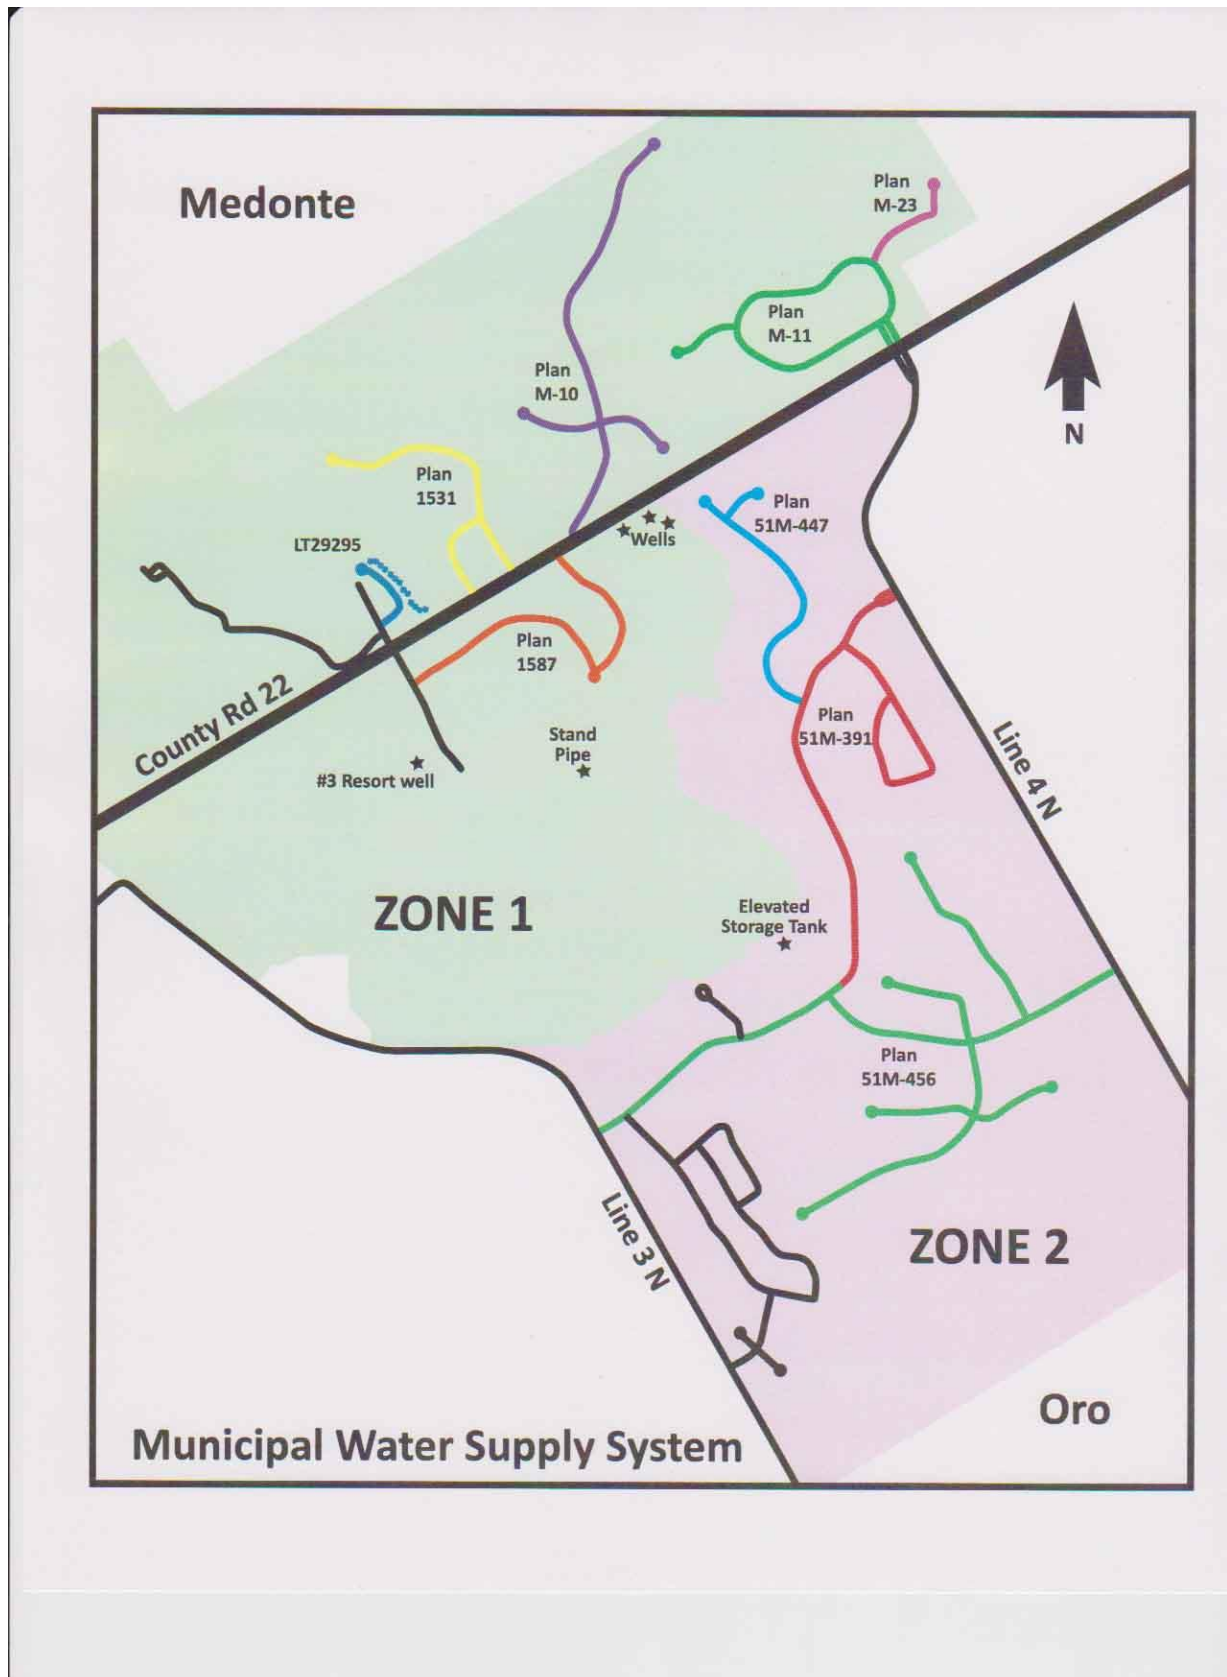 Medonte
Plan
M-23
Plan
M-11
Plan
M-10
N
Plan
1531
Plan
51M-447
Wells
LT29295
Plan
1587
County Rd 22
Plan
51M-391
Line 4 N
Stand
Pipe
#3 Resort well
ZONE 1
Elevated
Storage Tank
Plan
51M-456
Line 3 N
ZONE 2
Oro
Municipal Water Supply System